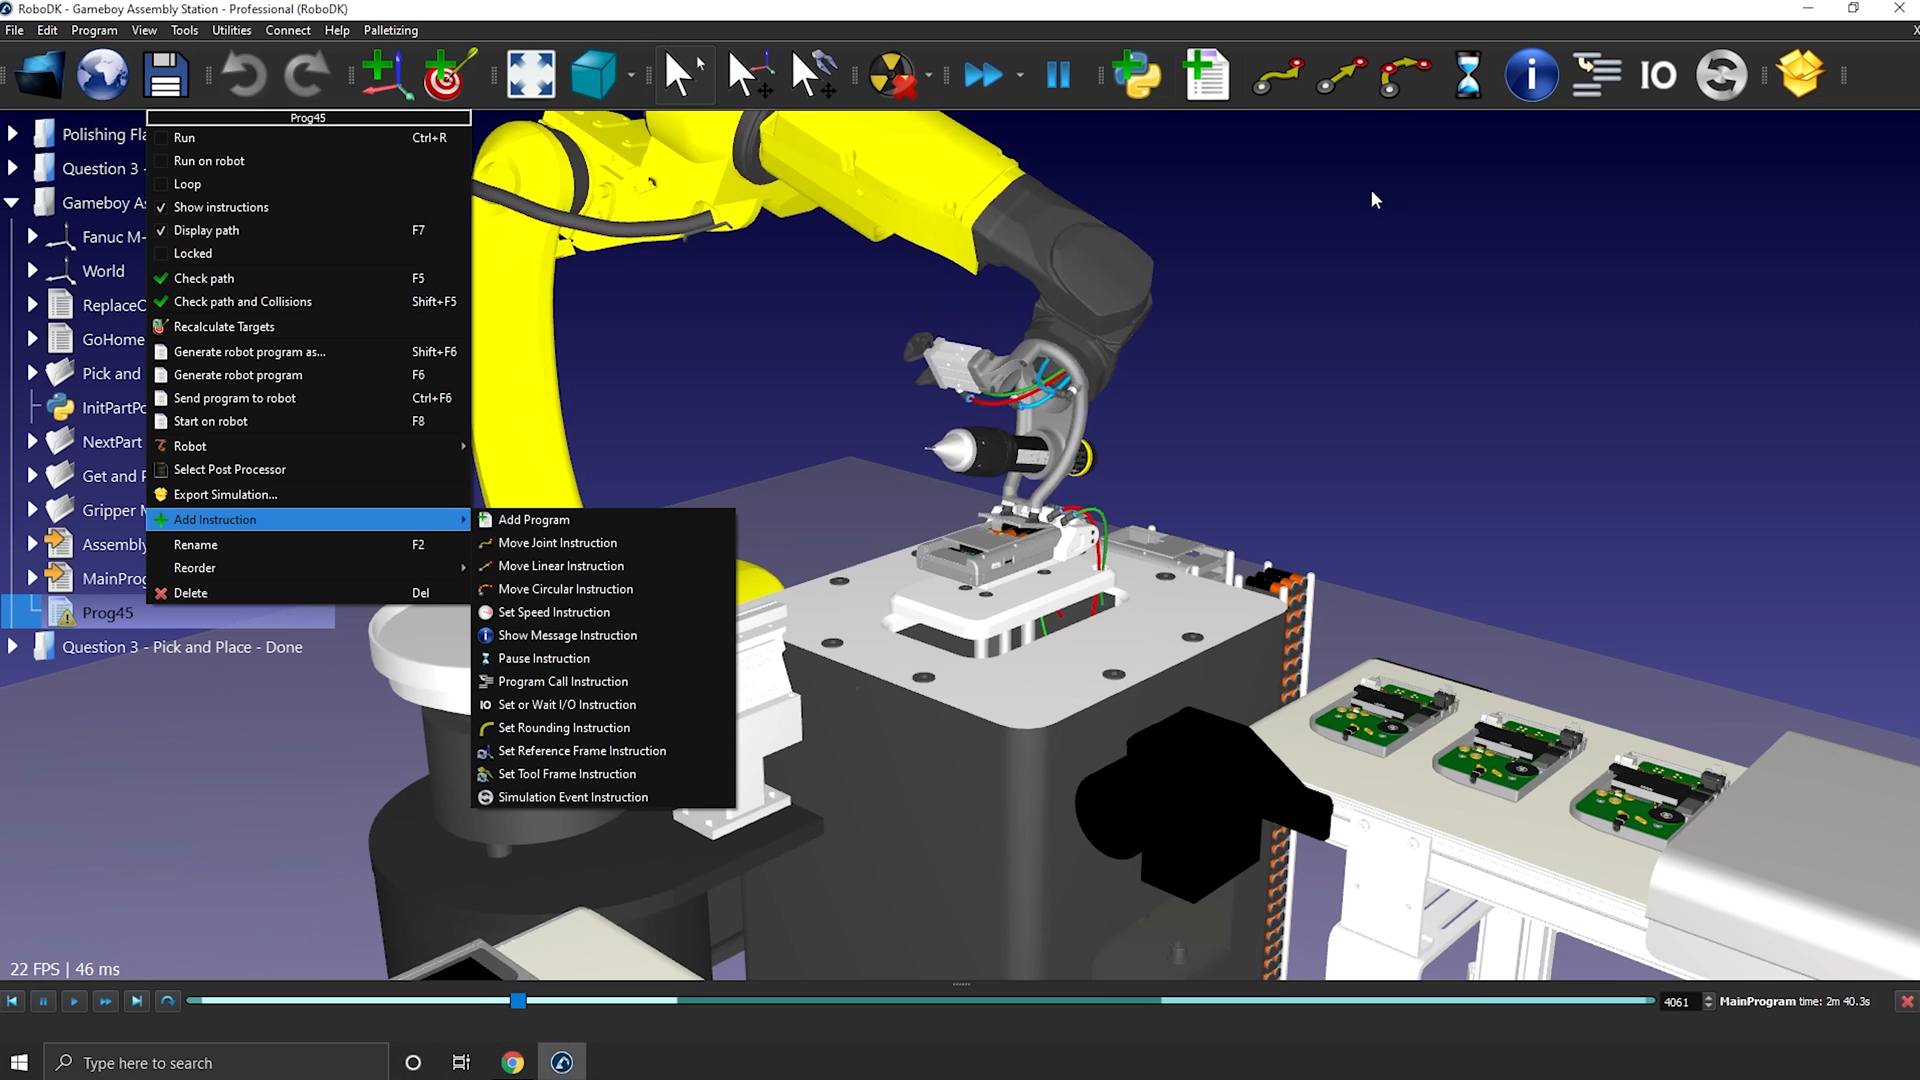 RoboDK - Gameboy Assembly Station - Professional (RoboDK)
File Edit Program View Tools Utilities Connect Help Palletizing
IO
Prog45
Run Ctrl+R
Run on robot
Loop
Show instructions
Display path F7
Locked
Check path F5
Check path and Collisions Shift+F5
Recalculate Targets
Generate robot program as... Shift+F6
Generate robot program F6
Send program to robot Ctrl+F6
Start on robot F8
Robot
Select Post Processor
Export Simulation...
Add Instruction
Rename F2
Reorder
Delete Del
Add Program
Move Joint Instruction
Move Linear Instruction
Move Circular Instruction
Set Speed Instruction
Show Message Instruction
Pause Instruction
Program Call Instruction
IO Set or Wait I/O Instruction
Set Rounding Instruction
Set Reference Frame Instruction
Set Tool Frame Instruction
Simulation Event Instruction
Polishing Fla
Question 3 -
Gameboy As
Fanuc M-
World
ReplaceC
GoHome
Pick and
InitPartPo
NextPart
Get and P
Gripper M
Assembly
MainProg
Prog45
Question 3 - Pick and Place - Done
22 FPS | 46 ms
4061 MainProgram time: 2m 40.3s
Type here to search